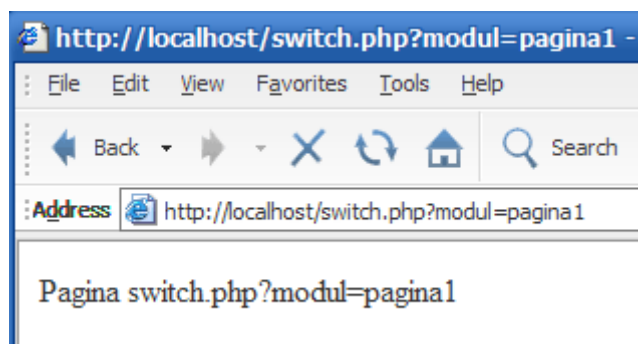 http://localhost/switch.php?modul=pagina1 -
File Edit View Favorites Tools Help
Back Search
Address http://localhost/switch.php?modul=pagina1
Pagina switch.php?modul=pagina1